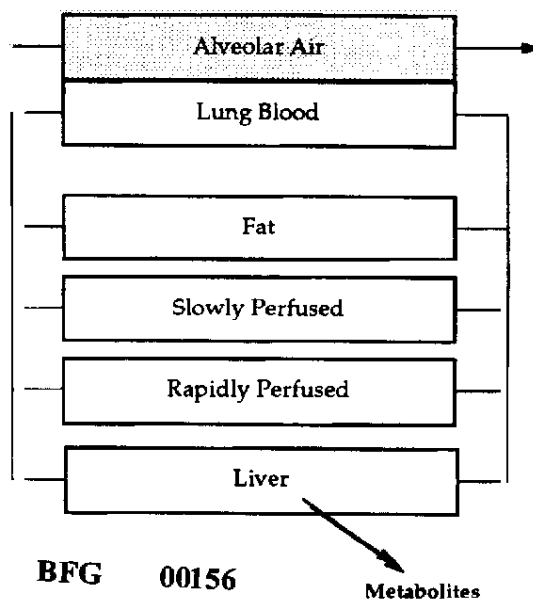 Alveolar Air
Lung Blood
Fat
Slowly Perfused
Rapidly Perfused
Liver
BFG 00156
Metabolites